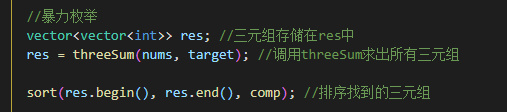 //暴力枚举
vector<vector<int>> res; //三元组存储在res中
res = threeSum(nums, target); //调用threeSum求出所有三元组
sort(res.begin(), res.end(), comp); //排序找到的三元组